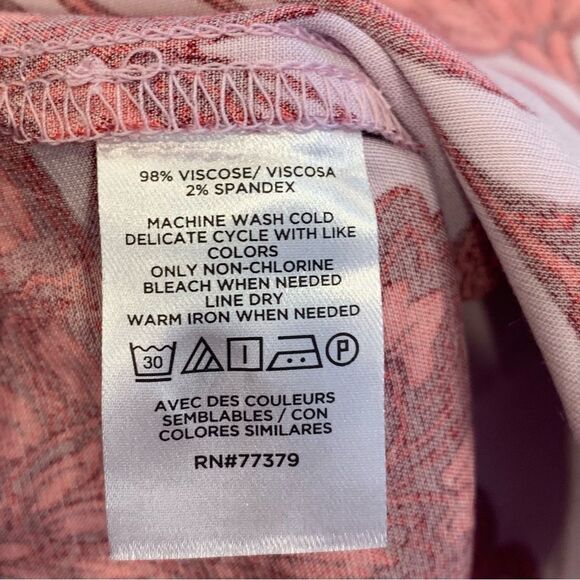 98% VISCOSE/ VISCOSA
2% SPANDEX
MACHINE WASH COLD
DELICATE CYCLE WITH LIKE
COLORS
ONLY NON-CHLORINE
BLEACH WHEN NEEDED
LINE DRY
WARM IRON WHEN NEEDED
30 P
AVEC DES COULEURS
SEMBLABLES / CON
COLORES SIMILARES
RN#77379